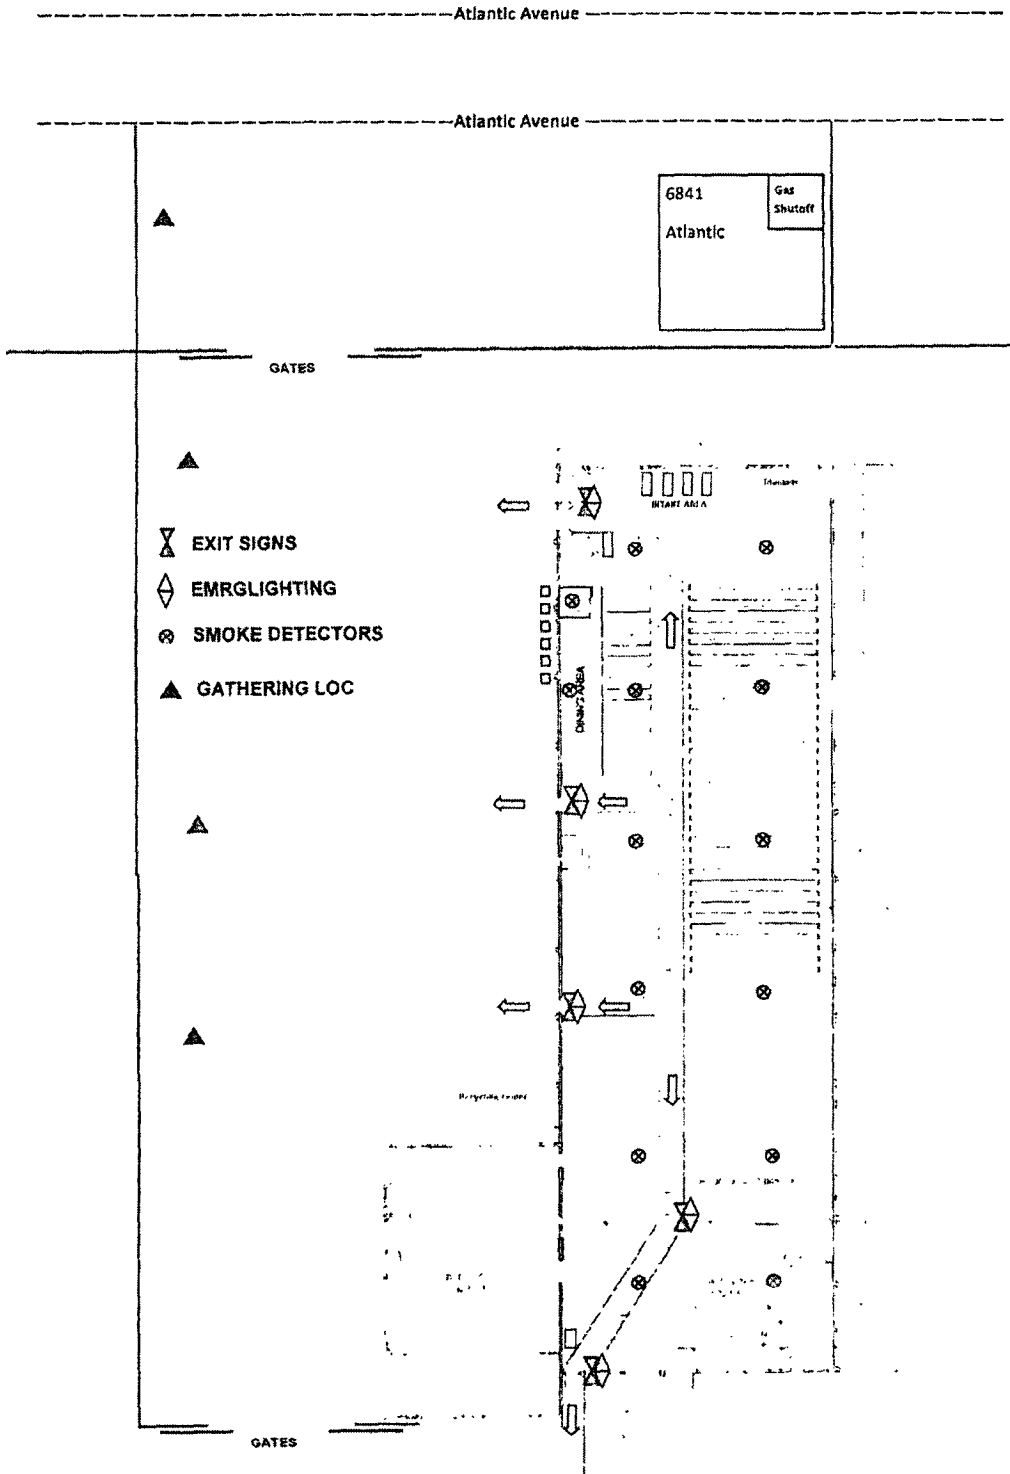 Atlantic Avenue
Atlantic Avenue
6841
Atlantic
Gas
Shutoff
GATES
INTAKE AREA
EXIT SIGNS
EMRGLIGHTING
SMOKE DETECTORS
GATHERING LOC
DINING AREA
GATES